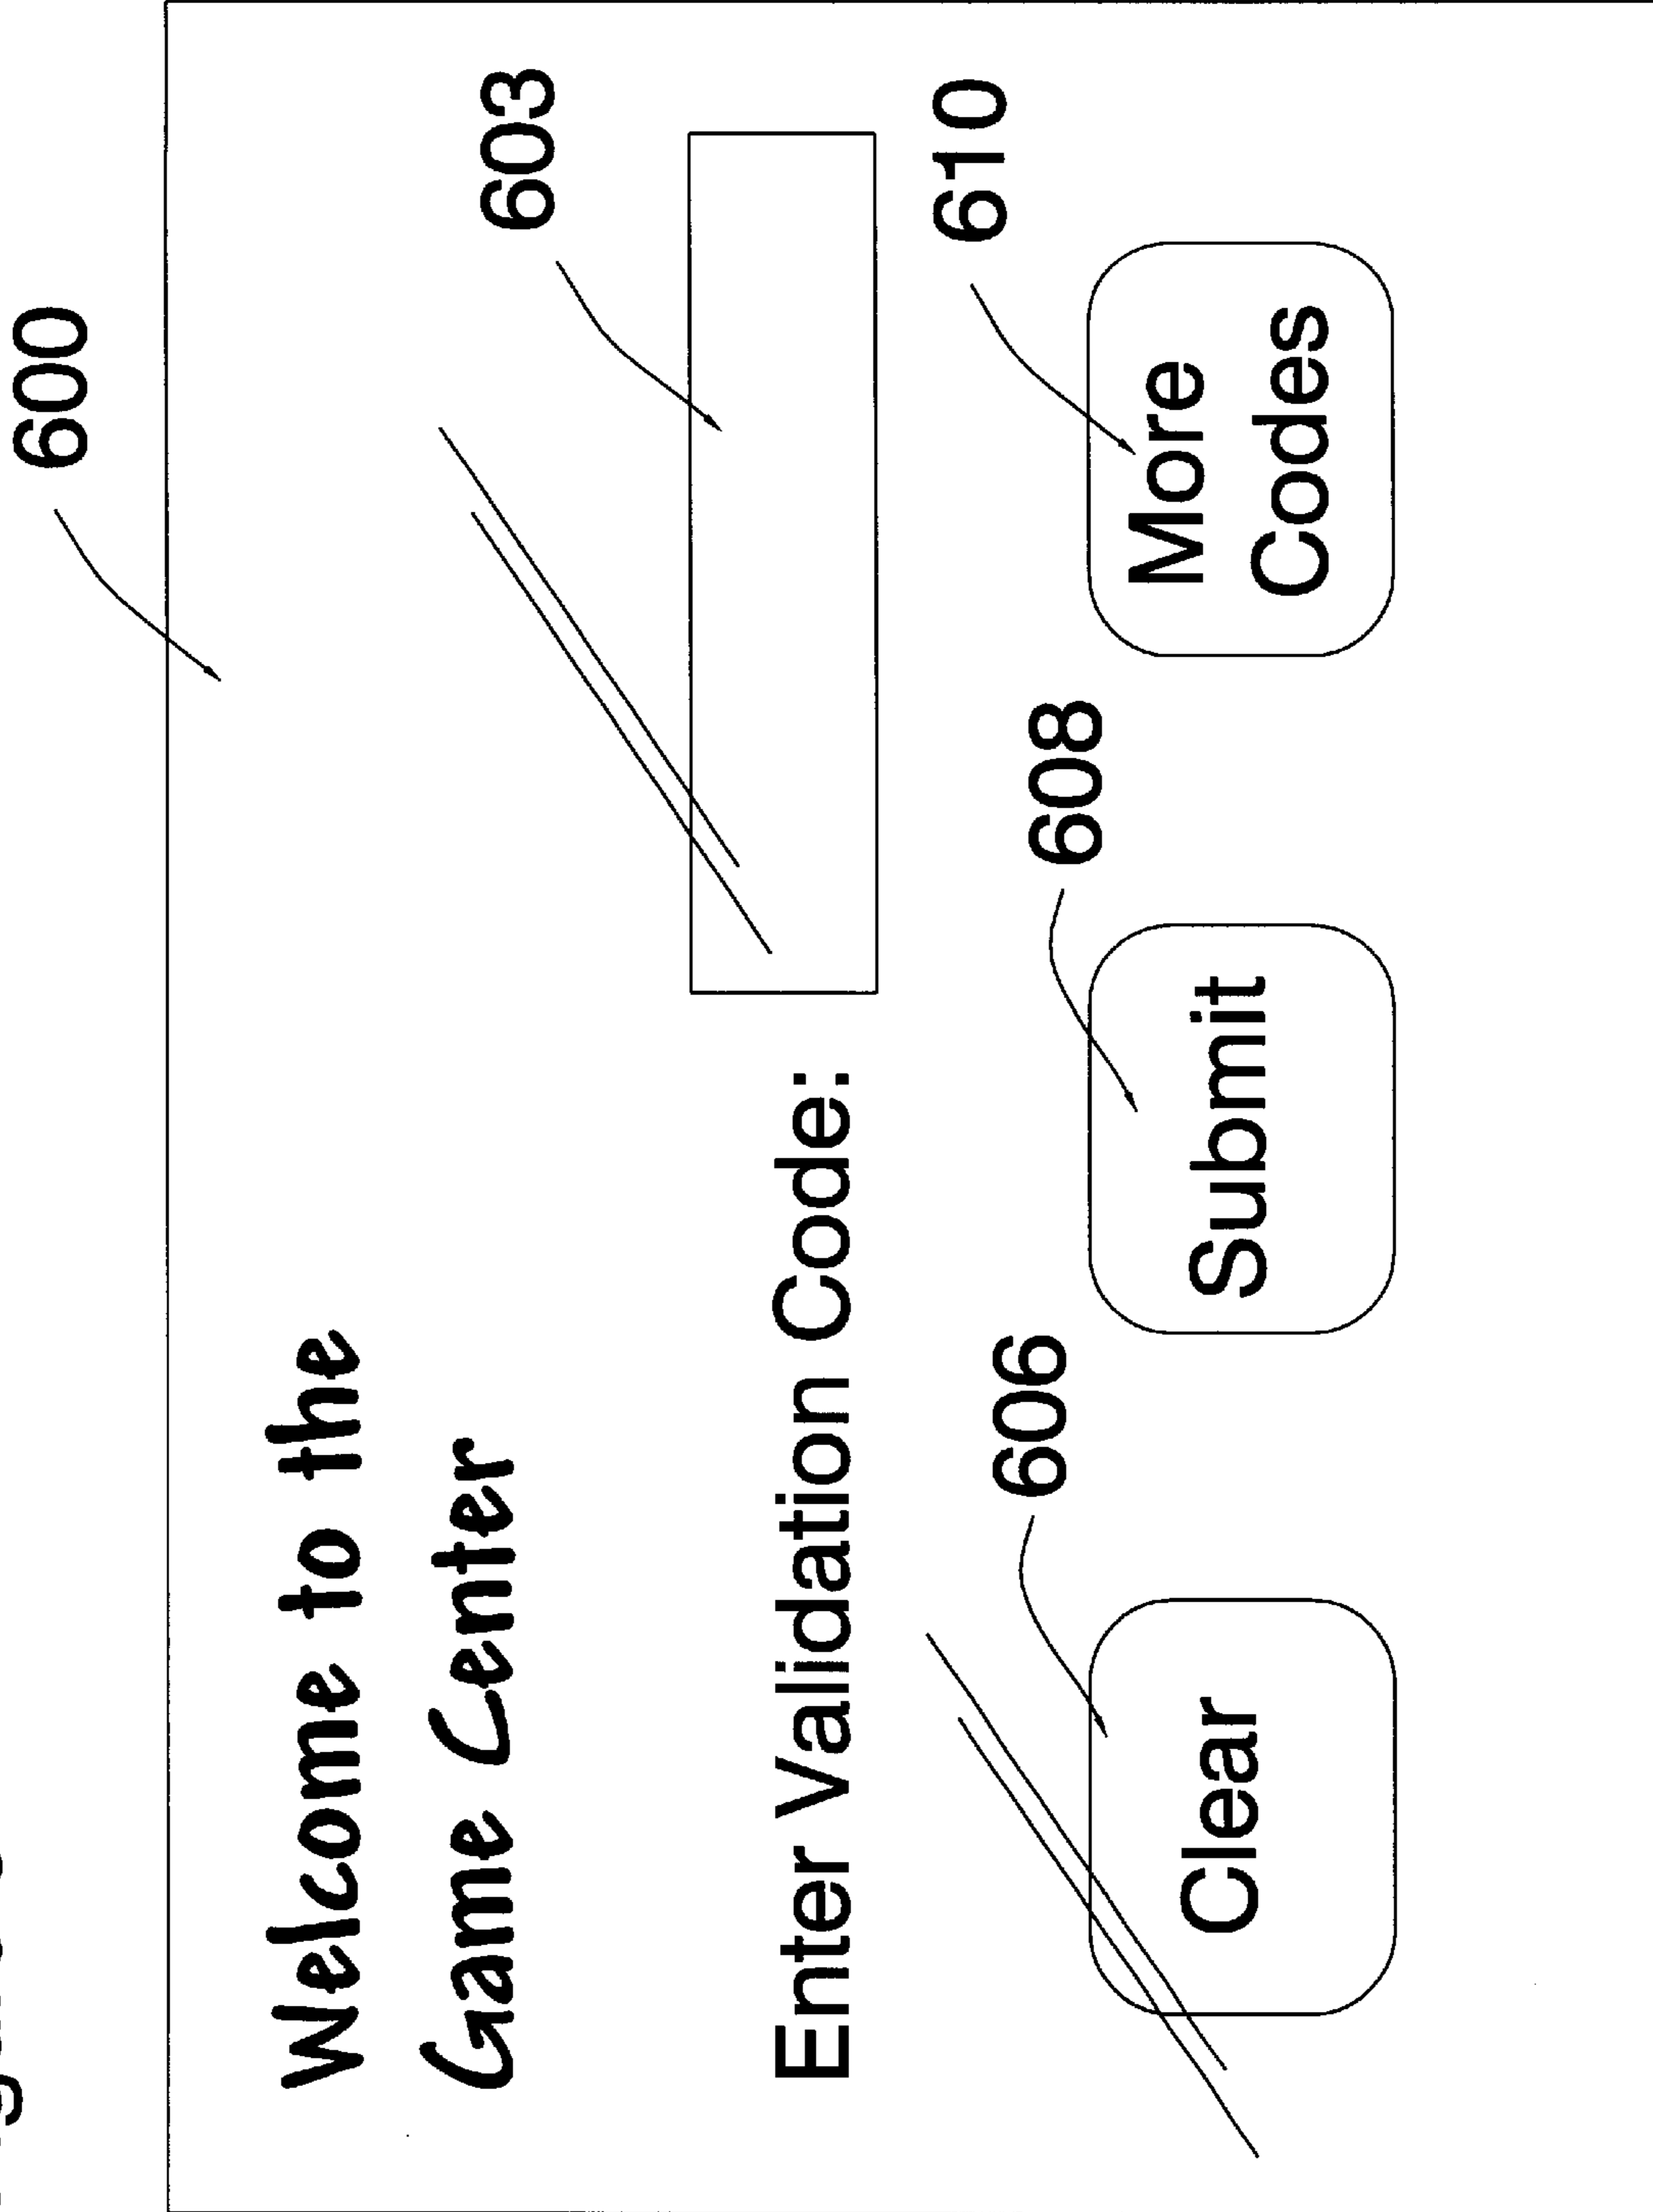 600
Welcome to the
Game Center
603
Enter Validation Code:
606
608
610
Clear
Submit
More
Codes